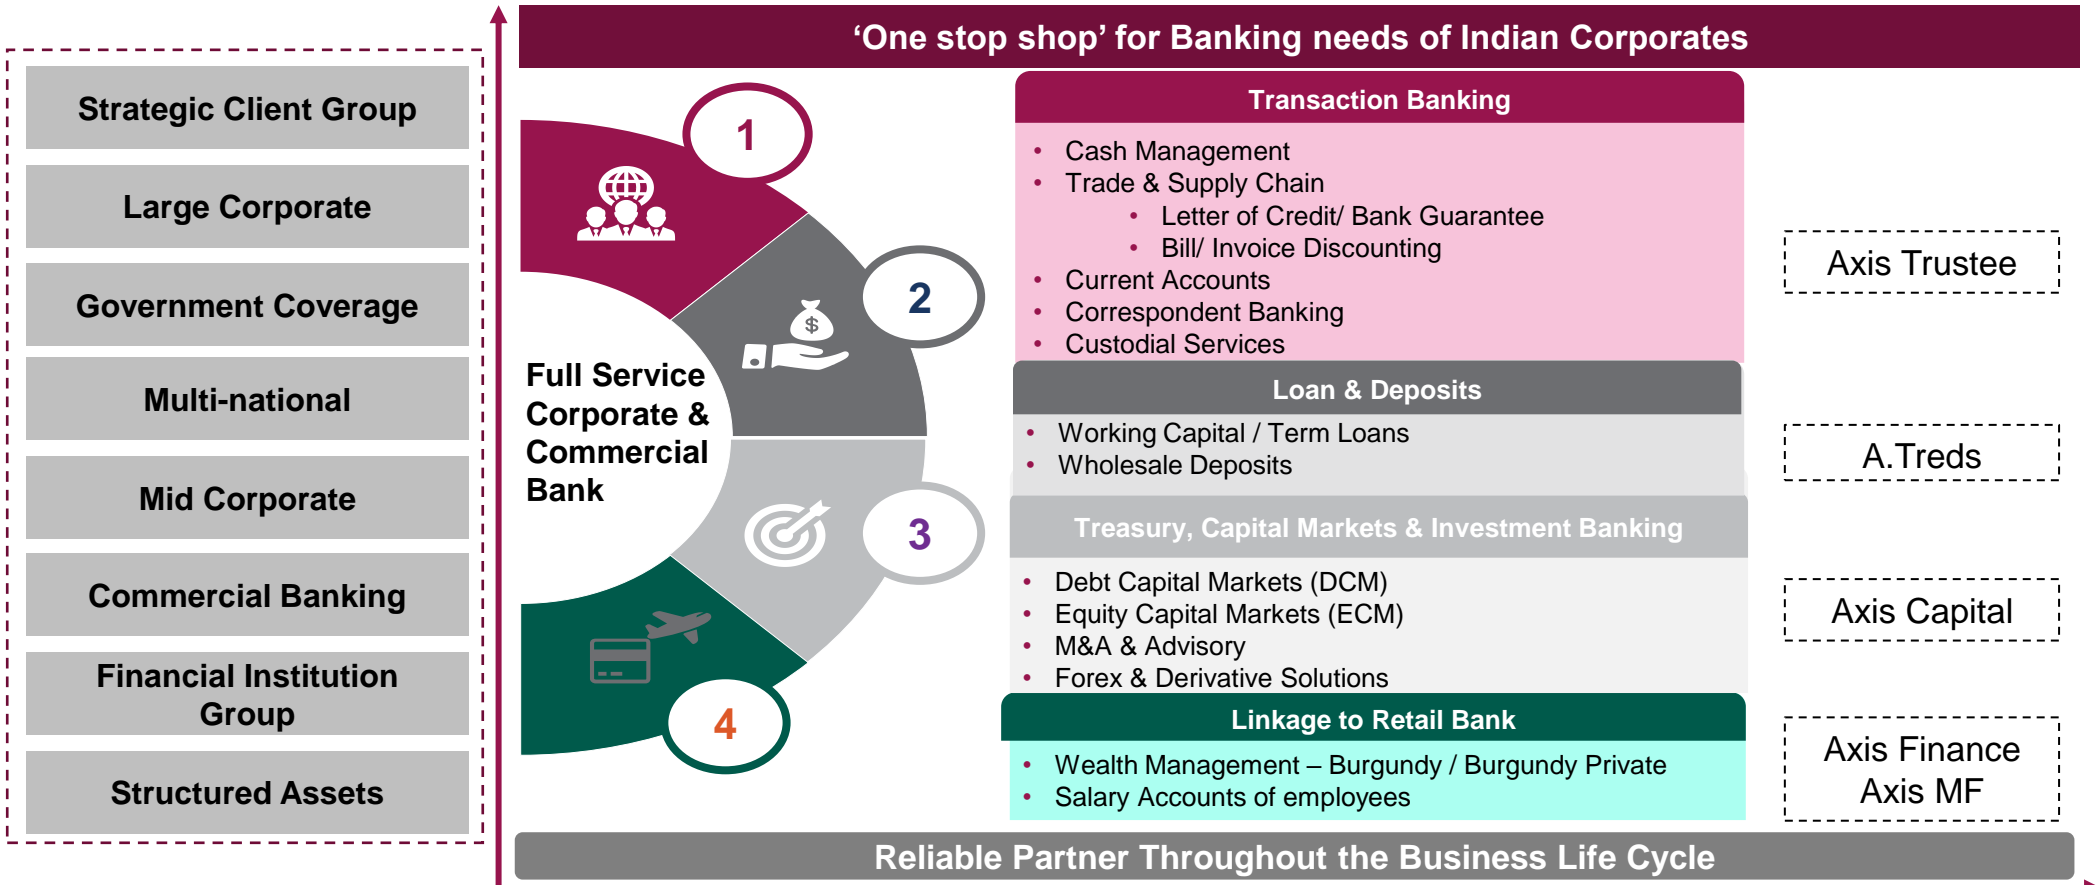 ‘One stop shop’ for Banking needs of Indian Corporates
Strategic Client Group
Large Corporate
Government Coverage
Multi-national
Mid Corporate
Commercial Banking
Financial Institution
Group
Structured Assets
Full Service
Corporate &
Commercial
Bank
1
$
2
3
4
Transaction Banking
• Cash Management
• Trade & Supply Chain
• Letter of Credit/ Bank Guarantee
• Bill/ Invoice Discounting
• Current Accounts
• Correspondent Banking
• Custodial Services
Loan & Deposits
• Working Capital / Term Loans
• Wholesale Deposits
Treasury, Capital Markets & Investment Banking
• Debt Capital Markets (DCM)
• Equity Capital Markets (ECM)
• M&A & Advisory
• Forex & Derivative Solutions
Linkage to Retail Bank
• Wealth Management – Burgundy / Burgundy Private
• Salary Accounts of employees
Axis Trustee
A.Treds
Axis Capital
Axis Finance
Axis MF
Reliable Partner Throughout the Business Life Cycle